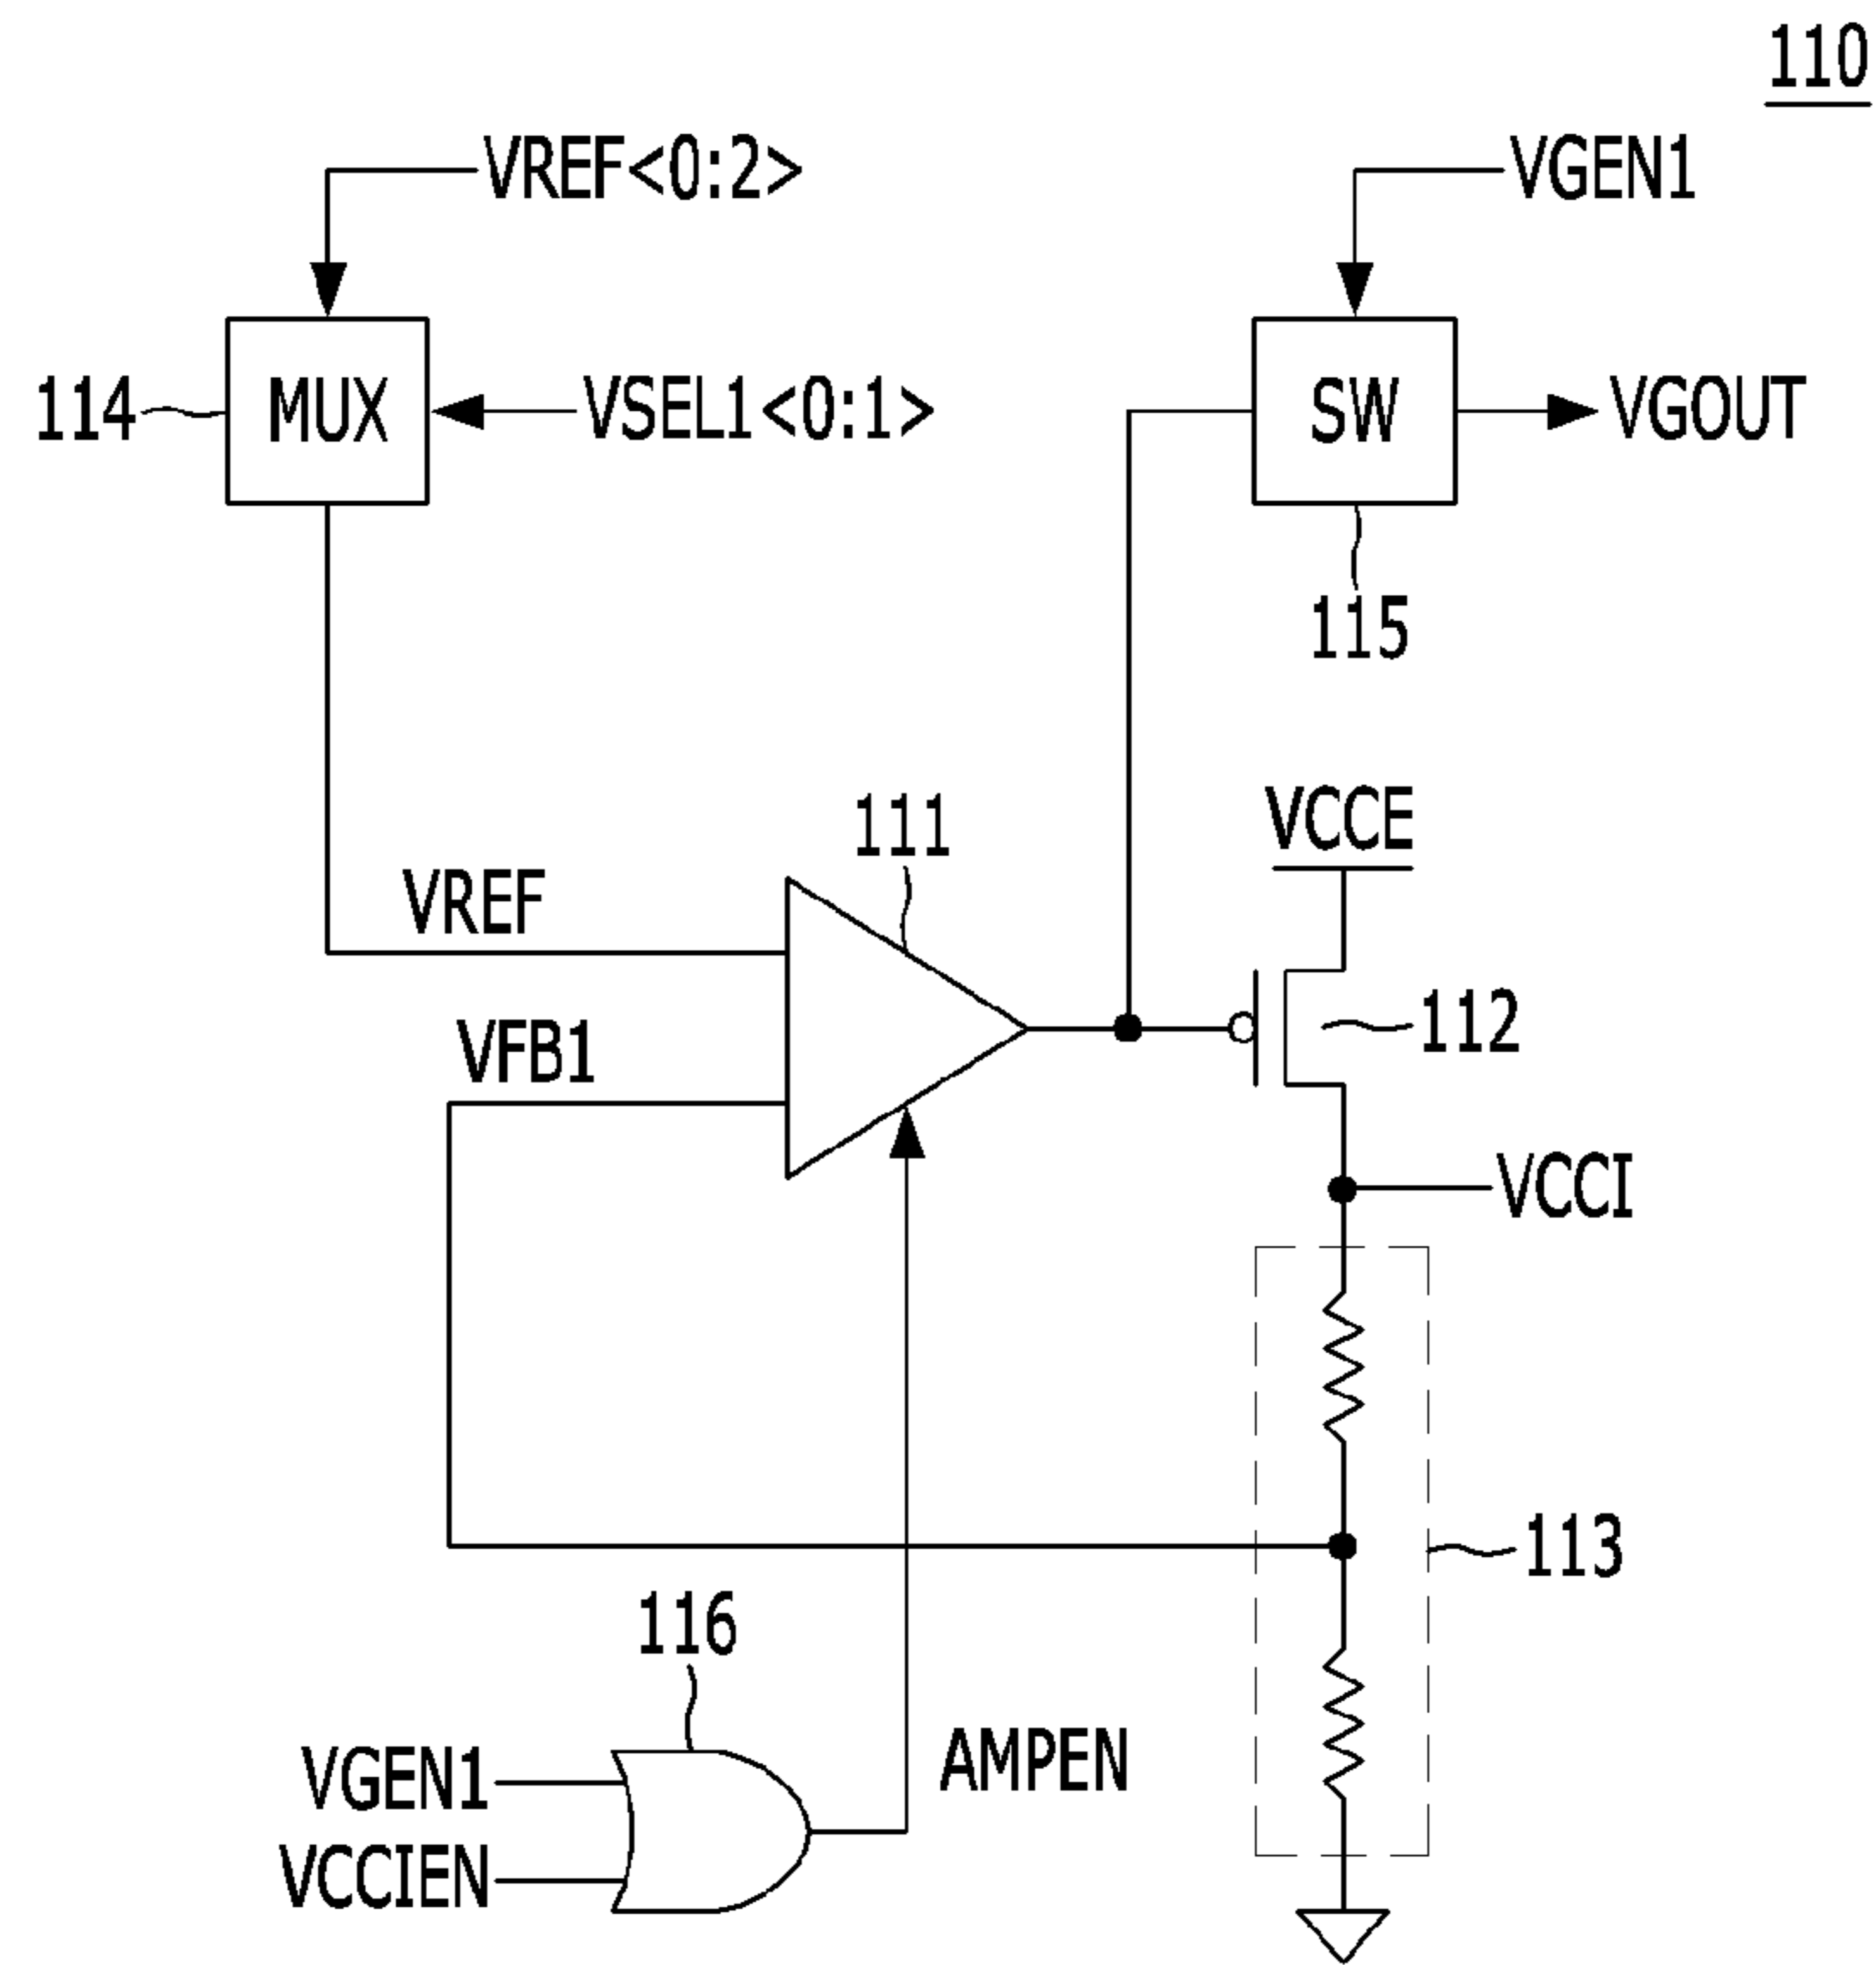 110
VREF<0:2>
VGEN1
114
MUX
VSEL1<0:1>
SW
VGOUT
115
111
VCCE
VREF
112
VFB1
VCCI
113
116
AMPEN
VGEN1
VCCIEN